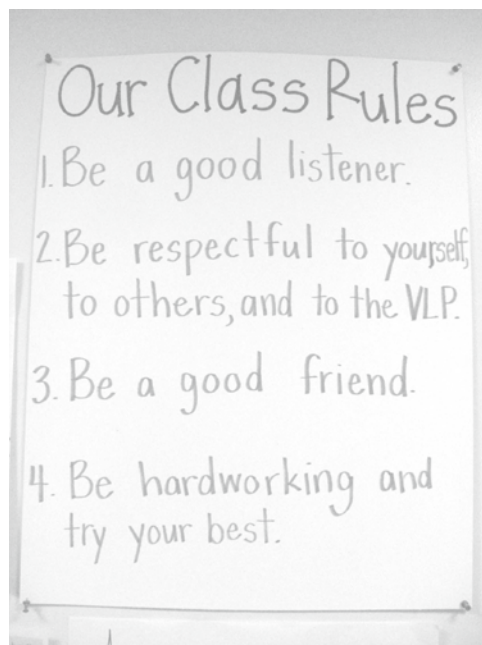 Our Class Rules
1. Be a good listener.
2. Be respectful to yourself,
to others, and to the VLP.
3. Be a good friend.
4. Be hardworking and
try your best.